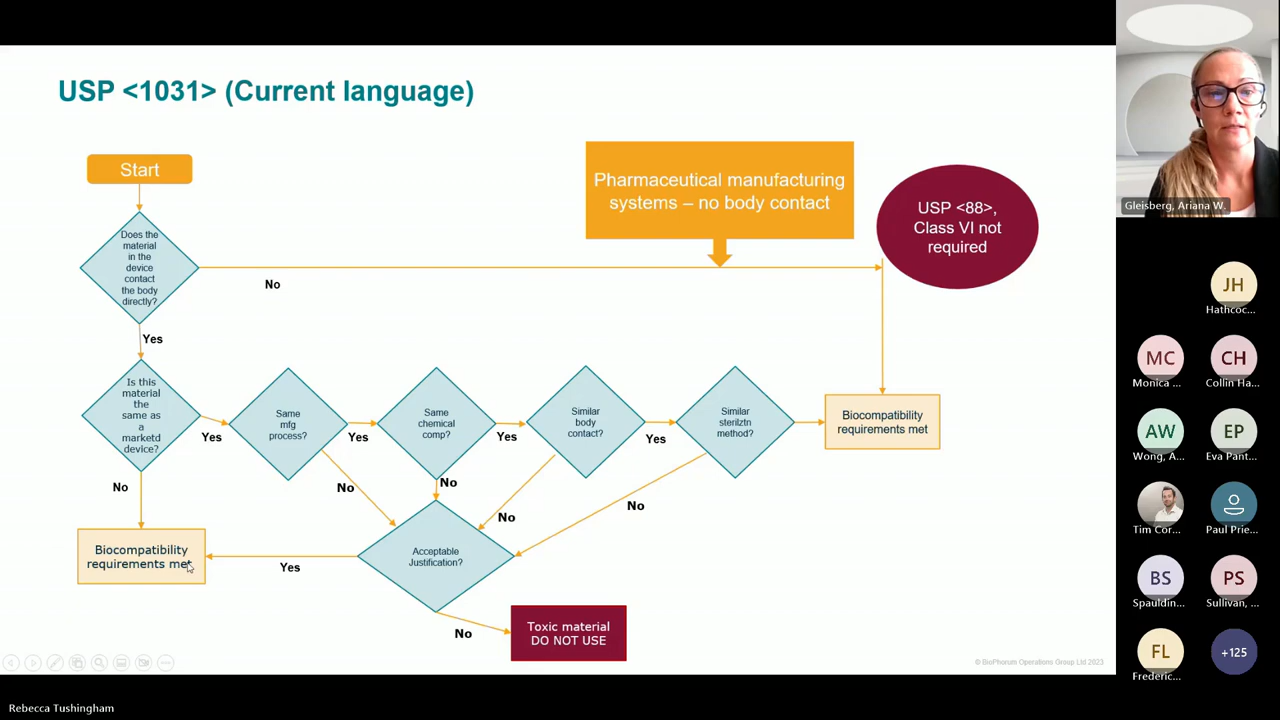 USP <1031> (Current language)
Start
Pharmaceutical manufacturing
systems – no body contact
USP <88>,
Class VI not
required
Does the
material
in the
device
contact
the body
directly?
No
Yes
Is this
material
the
same as
a
marketd
device?
Yes
Same
mfg
process?
Yes
Same
chemical
comp?
Yes
Similar
body
contact?
Yes
Similar
sterilztn
method?
Biocompatibility
requirements met
No
No
No
No
No
Biocompatibility
requirements met
Yes
Acceptable
Justification?
No
Toxic material
DO NOT USE
© BioPhorum Operations Group Ltd 2023
Gleisberg, Ariana W.
JH
Hathcoc...
MC
Monica ...
CH
Collin Ha...
AW
Wong, A...
EP
Eva Pant...
Tim Cor...
Paul Prie...
BS
Spauldin...
PS
Sullivan, ...
FL
Frederic...
+125
Rebecca Tushingham